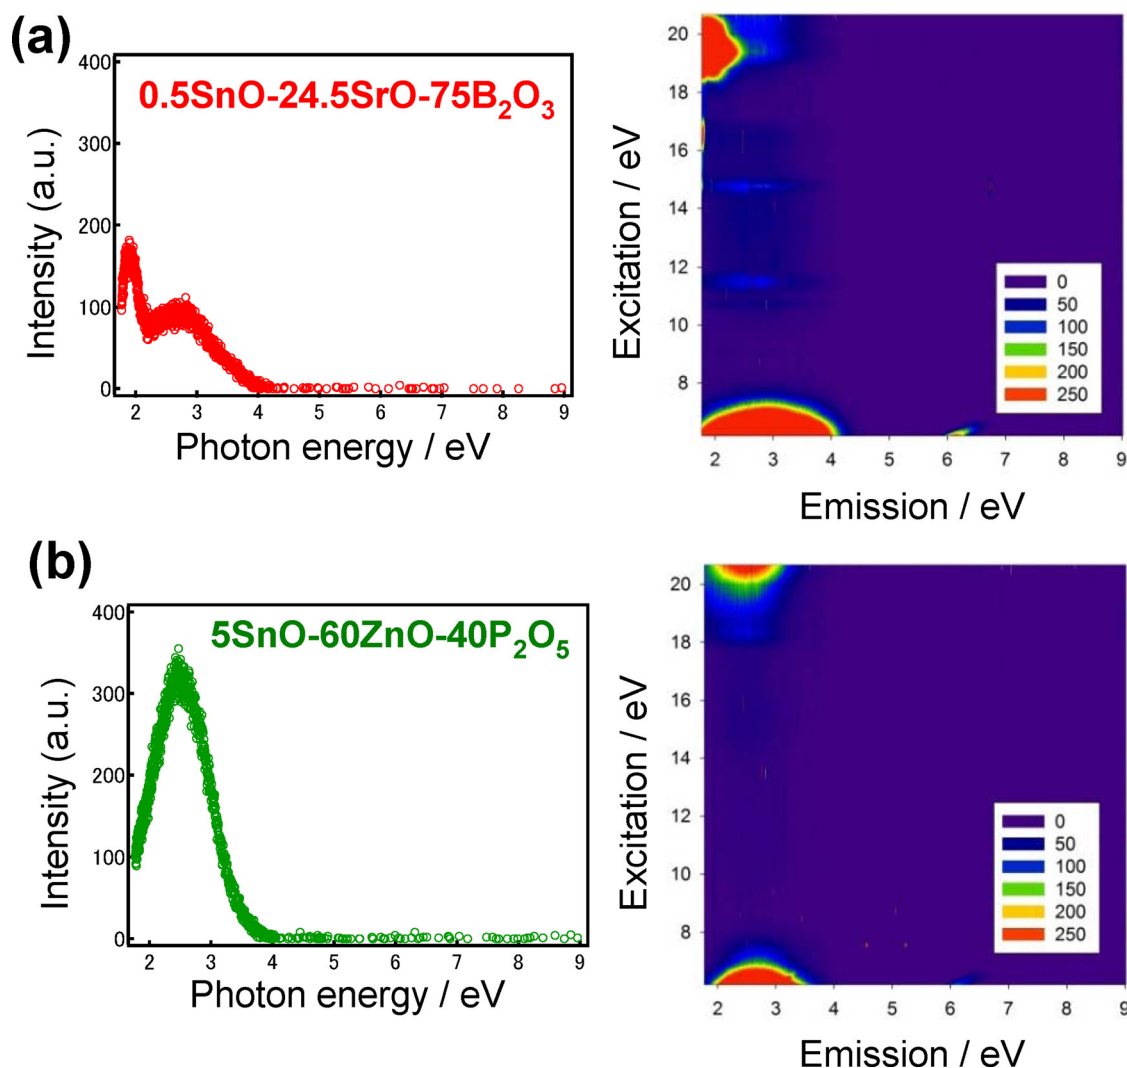 (a)
0.5SnO-24.5SrO-75B₂O₃
Intensity (a.u.)
400
300
200
100
0
2 3 4 5 6 7 8 9
Photon energy / eV
Excitation / eV
20
18
16
14
12
10
8
0
50
100
150
200
250
2 3 4 5 6 7 8 9
Emission / eV
(b)
5SnO-60ZnO-40P₂O₅
Intensity (a.u.)
400
300
200
100
0
2 3 4 5 6 7 8 9
Photon energy / eV
Excitation / eV
20
18
16
14
12
10
8
0
50
100
150
200
250
2 3 4 5 6 7 8 9
Emission / eV